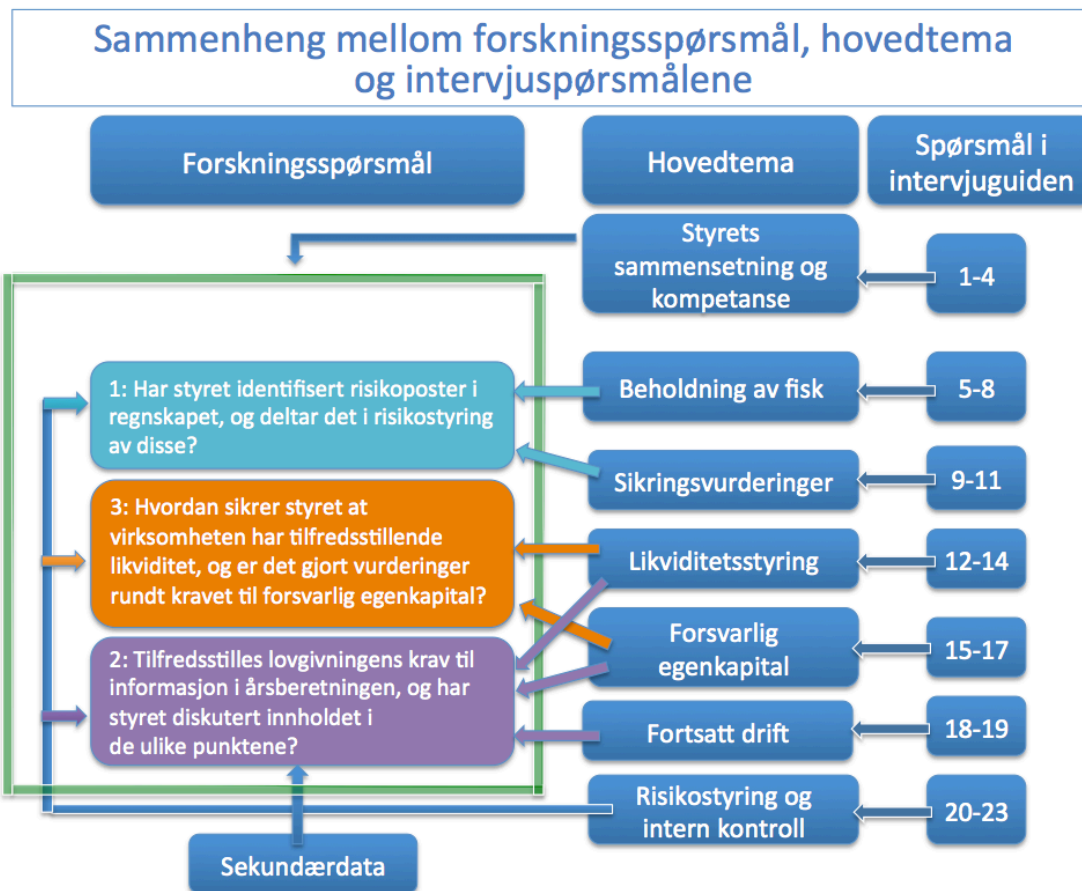 Sammenheng mellom forskningsspørsmål, hovedtema
og intervjuspørsmålene
Forskningsspørsmål
Hovedtema
Spørsmål i
intervjuguiden
Styrets
sammensetning og
kompetanse
1-4
1: Har styret identifisert risikoposter i
regnskapet, og deltar det i risikostyring
av disse?
Beholdning av fisk
5-8
Sikringsvurderinger
9-11
3: Hvordan sikrer styret at
virksomheten har tilfredsstillende
likviditet, og er det gjort vurderinger
rundt kravet til forsvarlig egenkapital?
Likviditetsstyring
12-14
Forsvarlig
egenkapital
15-17
2: Tilfredsstilles lovgivningens krav til
informasjon i årsberetningen, og har
styret diskutert innholdet i
de ulike punktene?
Fortsatt drift
18-19
Risikostyring og
intern kontroll
20-23
Sekundærdata